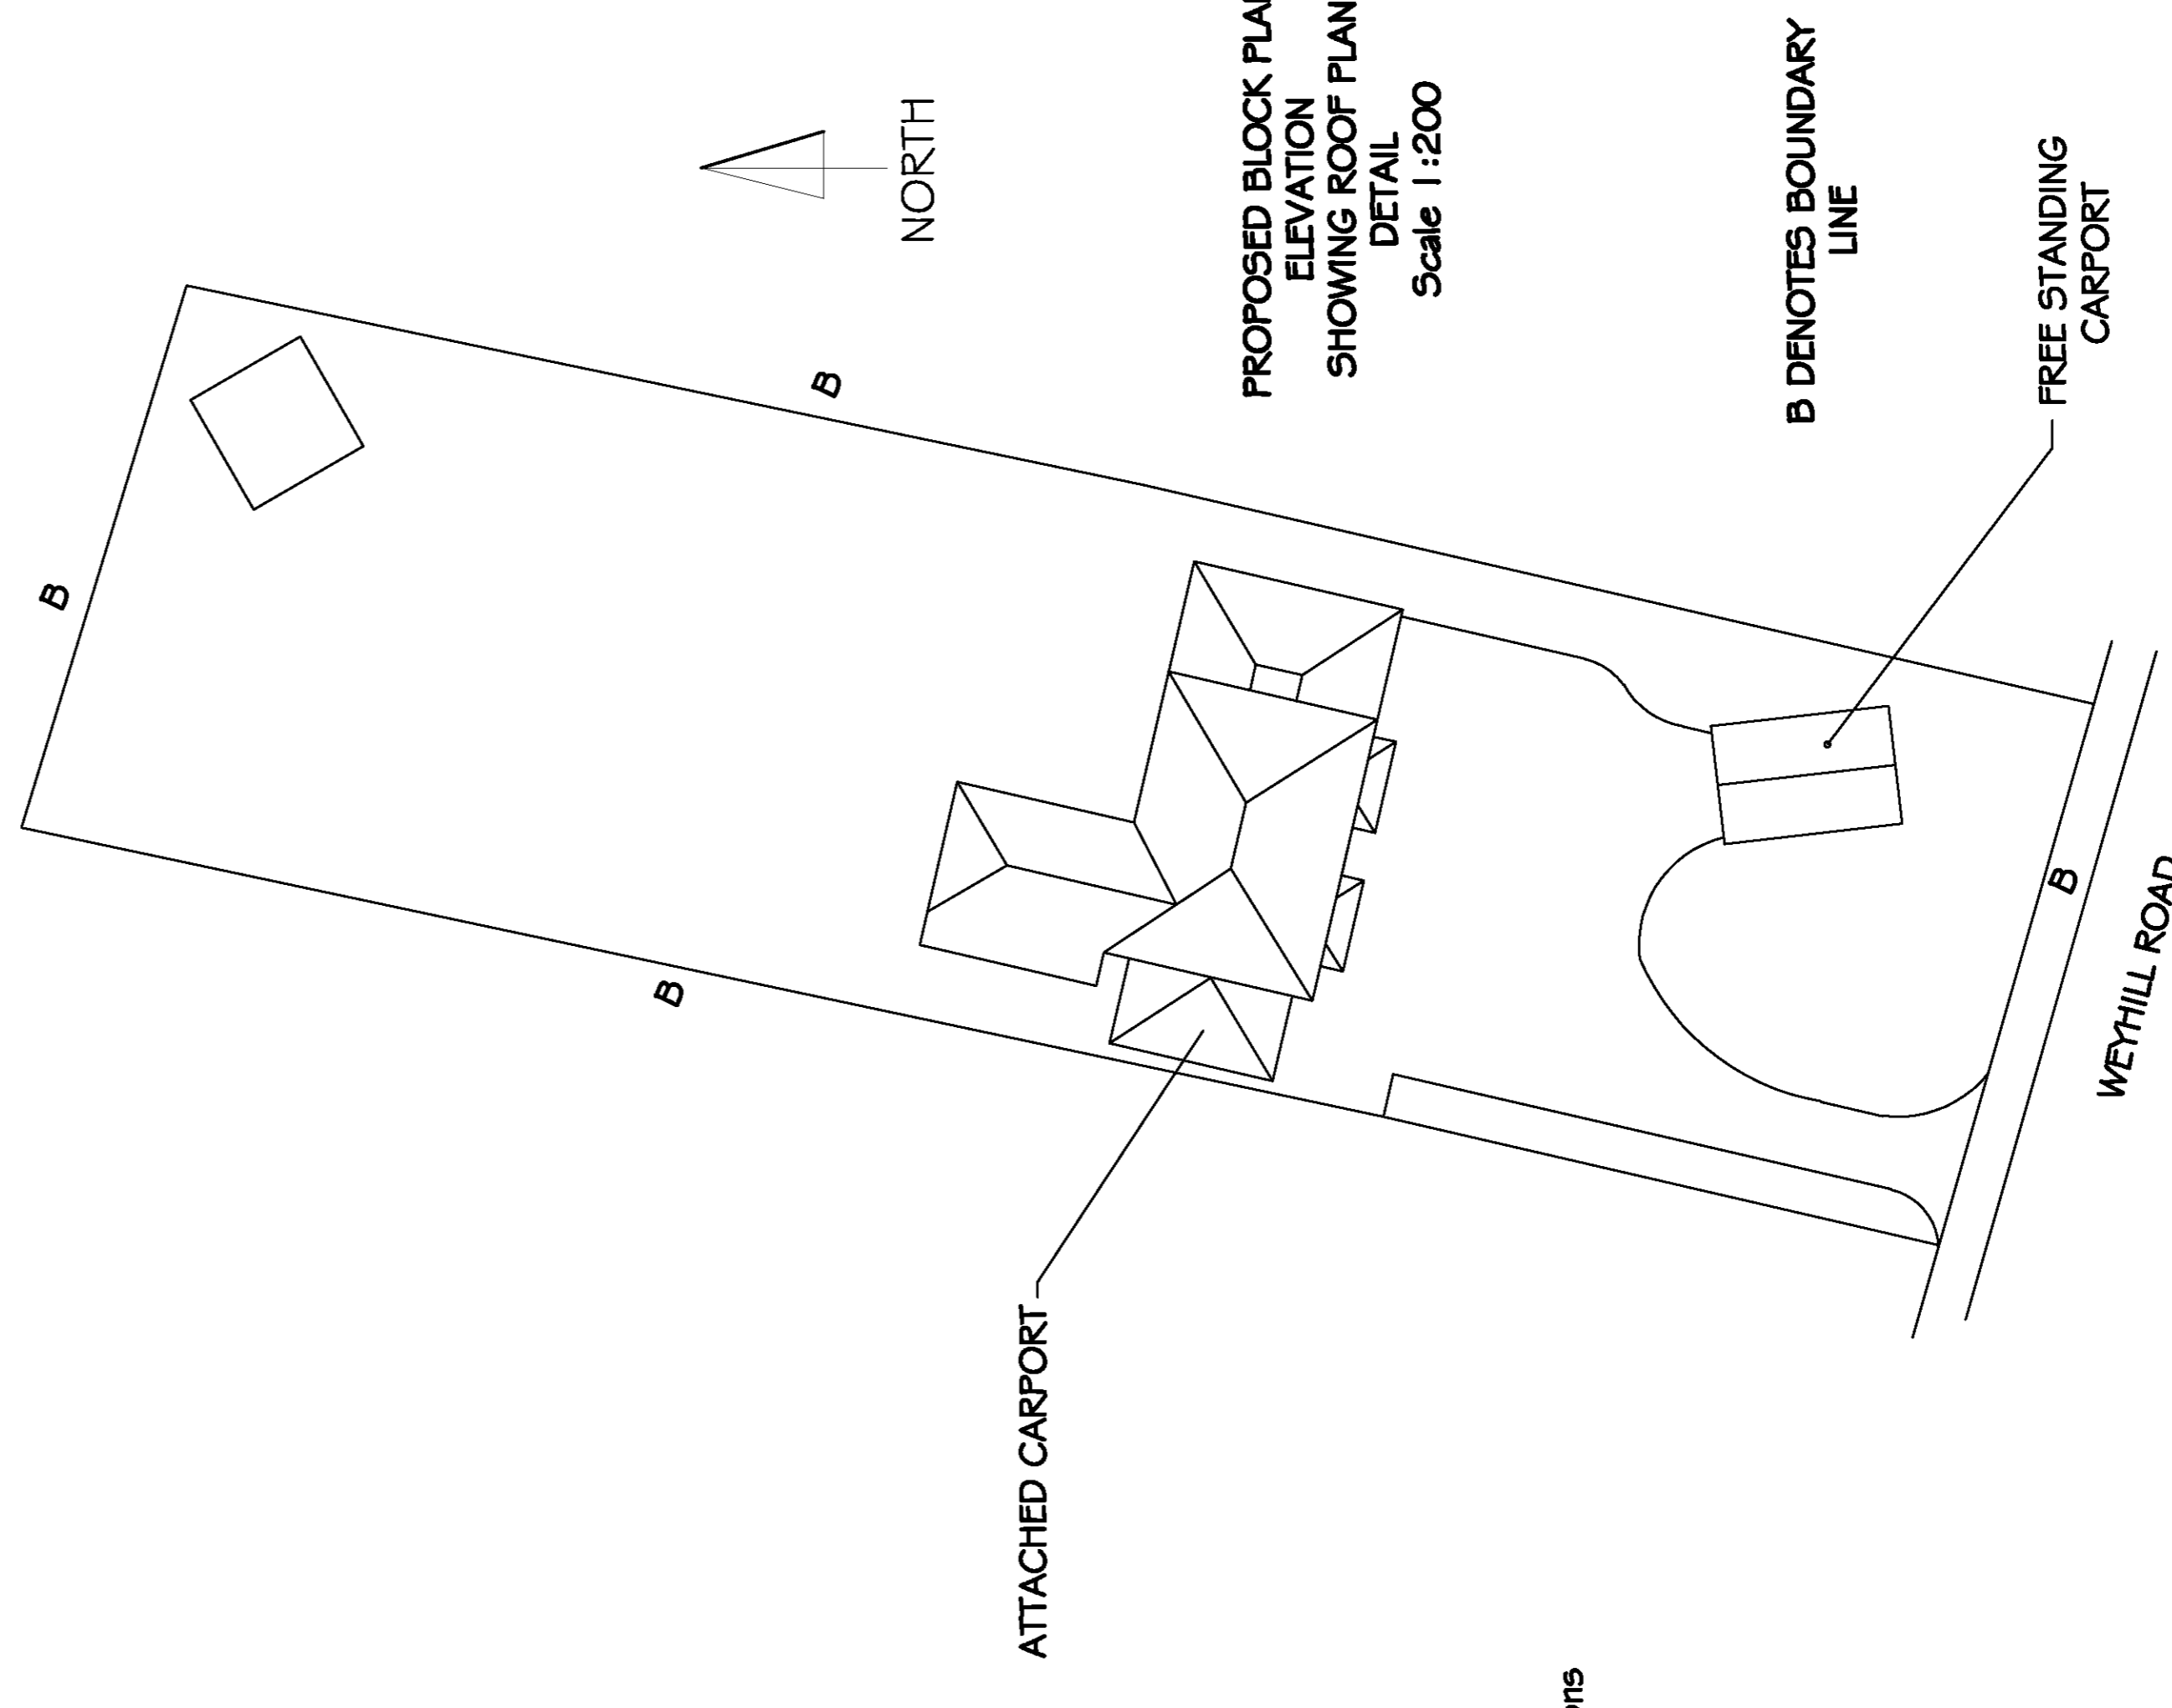 B
B
B
NORTH
ATTACHED CARPORT
PROPOSED BLOCK PLA
ELEVATION
SHOWING ROOF PLAN
DETAIL
Scale 1:200
B DENOTES BOUNDARY
LINE
FREE STANDING
CARPORT
B
WEYHILL ROAD